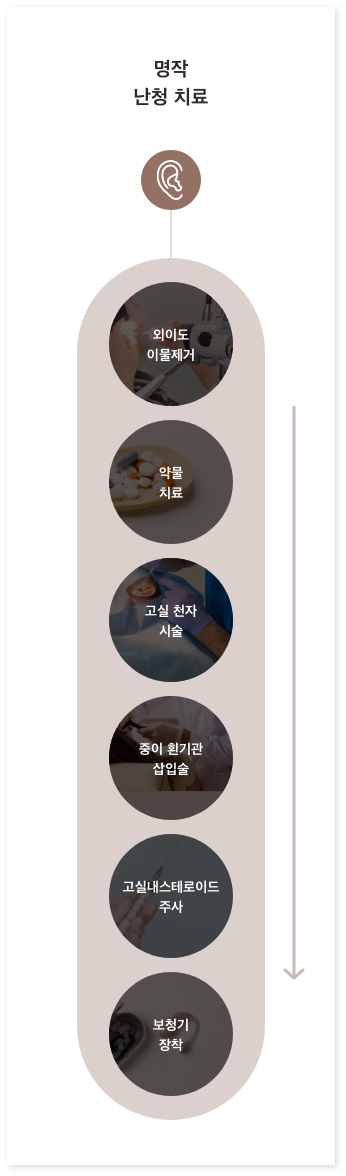 명작
난청 치료
외이도
이물제거
약물
치료
고실 천자
시술
중이 환기관
삽입술
고실내스테로이드
주사
보청기
장착